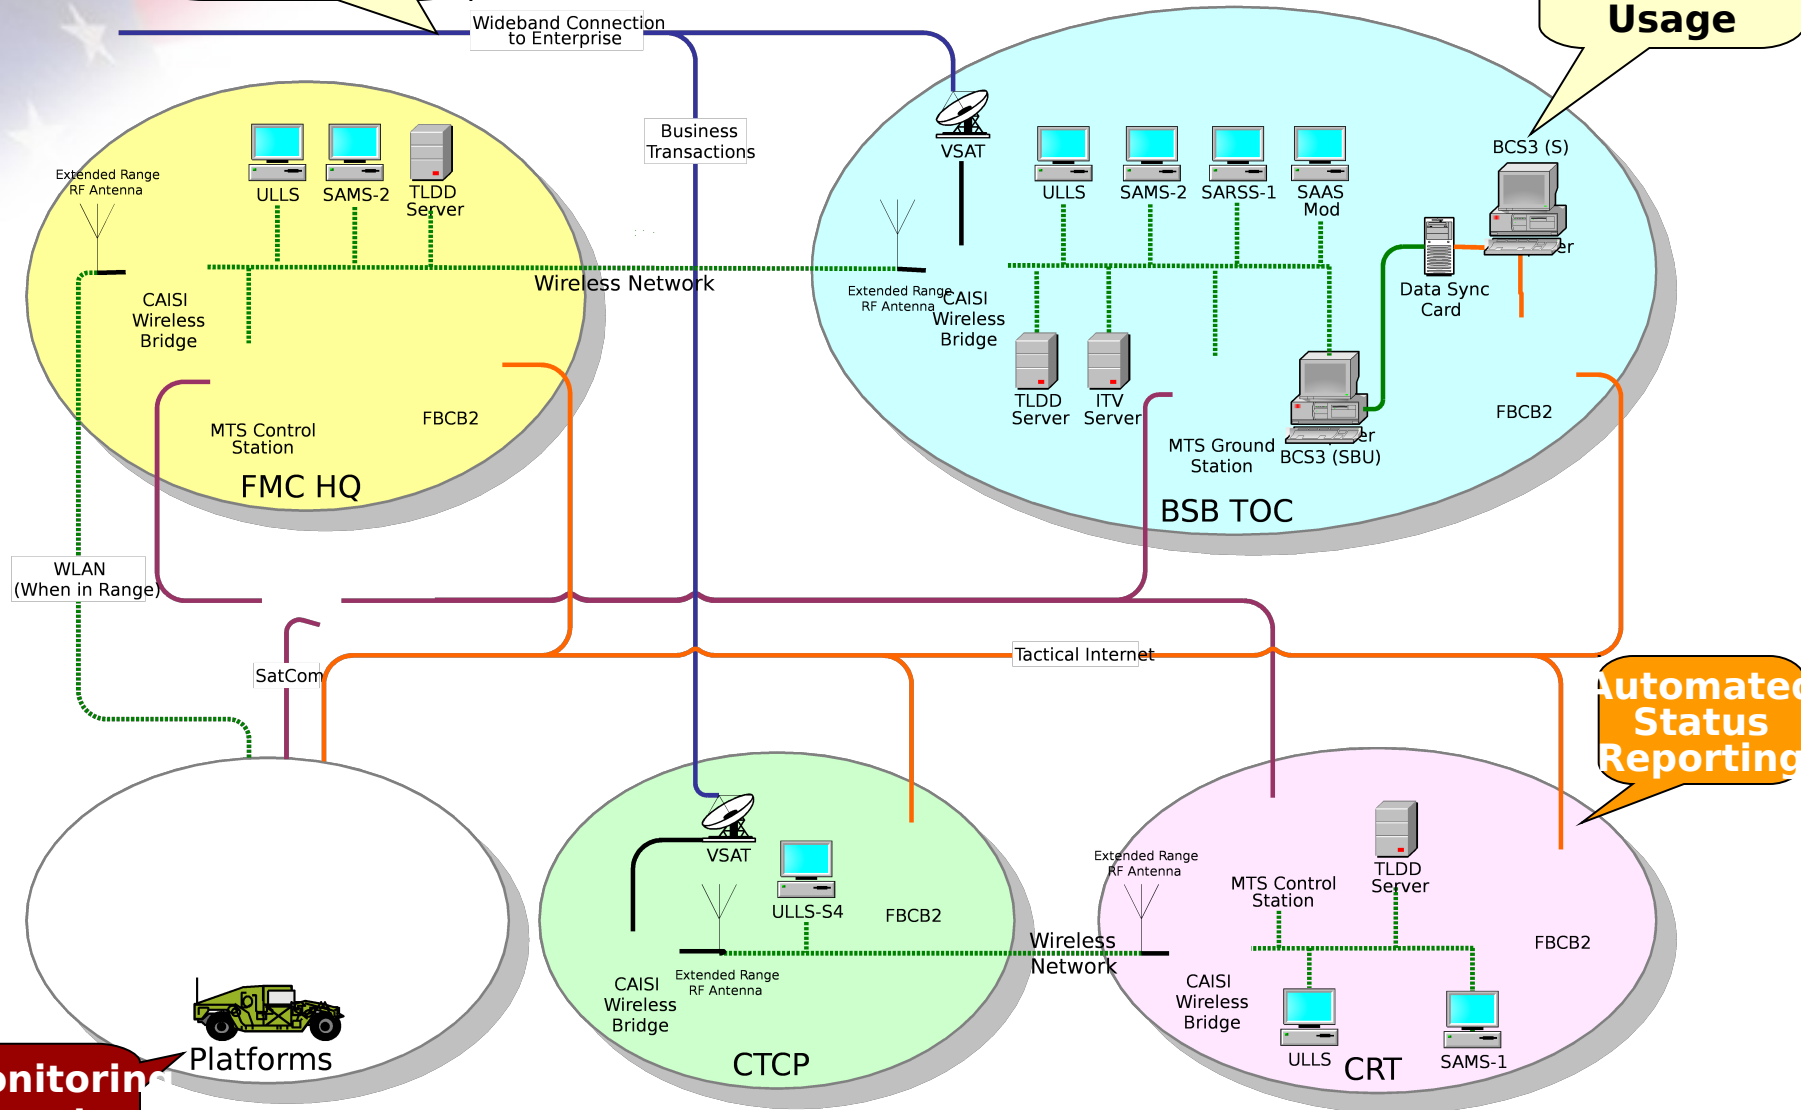 Wideband Connection
to Enterprise
Usage
Business
Transactions
VSAT
BCS3 (S)
Extended Range
RF Antenna
ULLS
SAMS-2
TLDD
Server
ULLS
SAMS-2
SARSS-1
SAAS
Mod
er
Wireless Network
Extended Range
RF Antenna
CAISI
Wireless
Bridge
CAISI
Wireless
Bridge
Data Sync
Card
TLDD
Server
ITV
Server
FBCB2
MTS Control
Station
FMC HQ
MTS Ground
Station
er
BCS3 (SBU)
FBCB2
BSB TOC
WLAN
(When in Range)
SatCom
Tactical Internet
Automated
Status
Reporting
VSAT
ULLS-S4
FBCB2
Extended Range
RF Antenna
CAISI
Wireless
Bridge
CTCP
Wireless
Network
Extended Range
RF Antenna
MTS Control
Station
TLDD
Server
FBCB2
CAISI
Wireless
Bridge
ULLS
SAMS-1
CRT
Platforms
onitoring